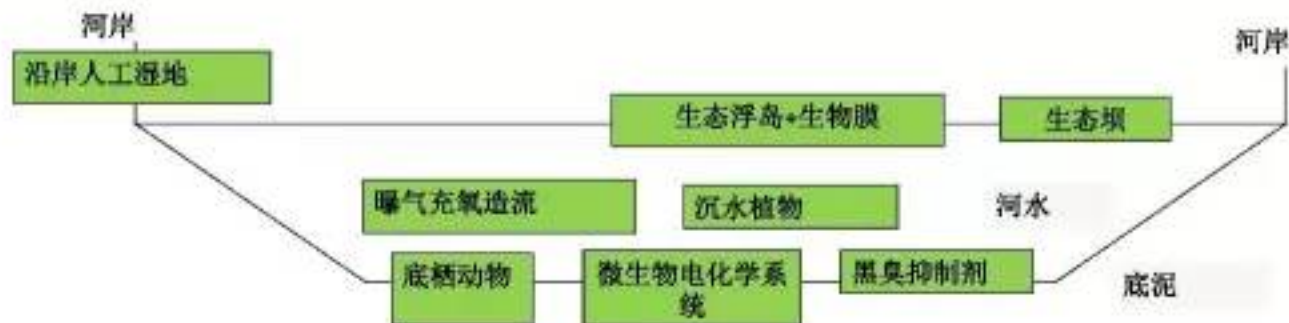 河岸
河岸
沿岸人工湿地
生态浮岛+生物膜
生态坝
曝气充氧造流
沉水植物
河水
底栖动物
微生物电化学系
统
黑臭抑制剂
底泥